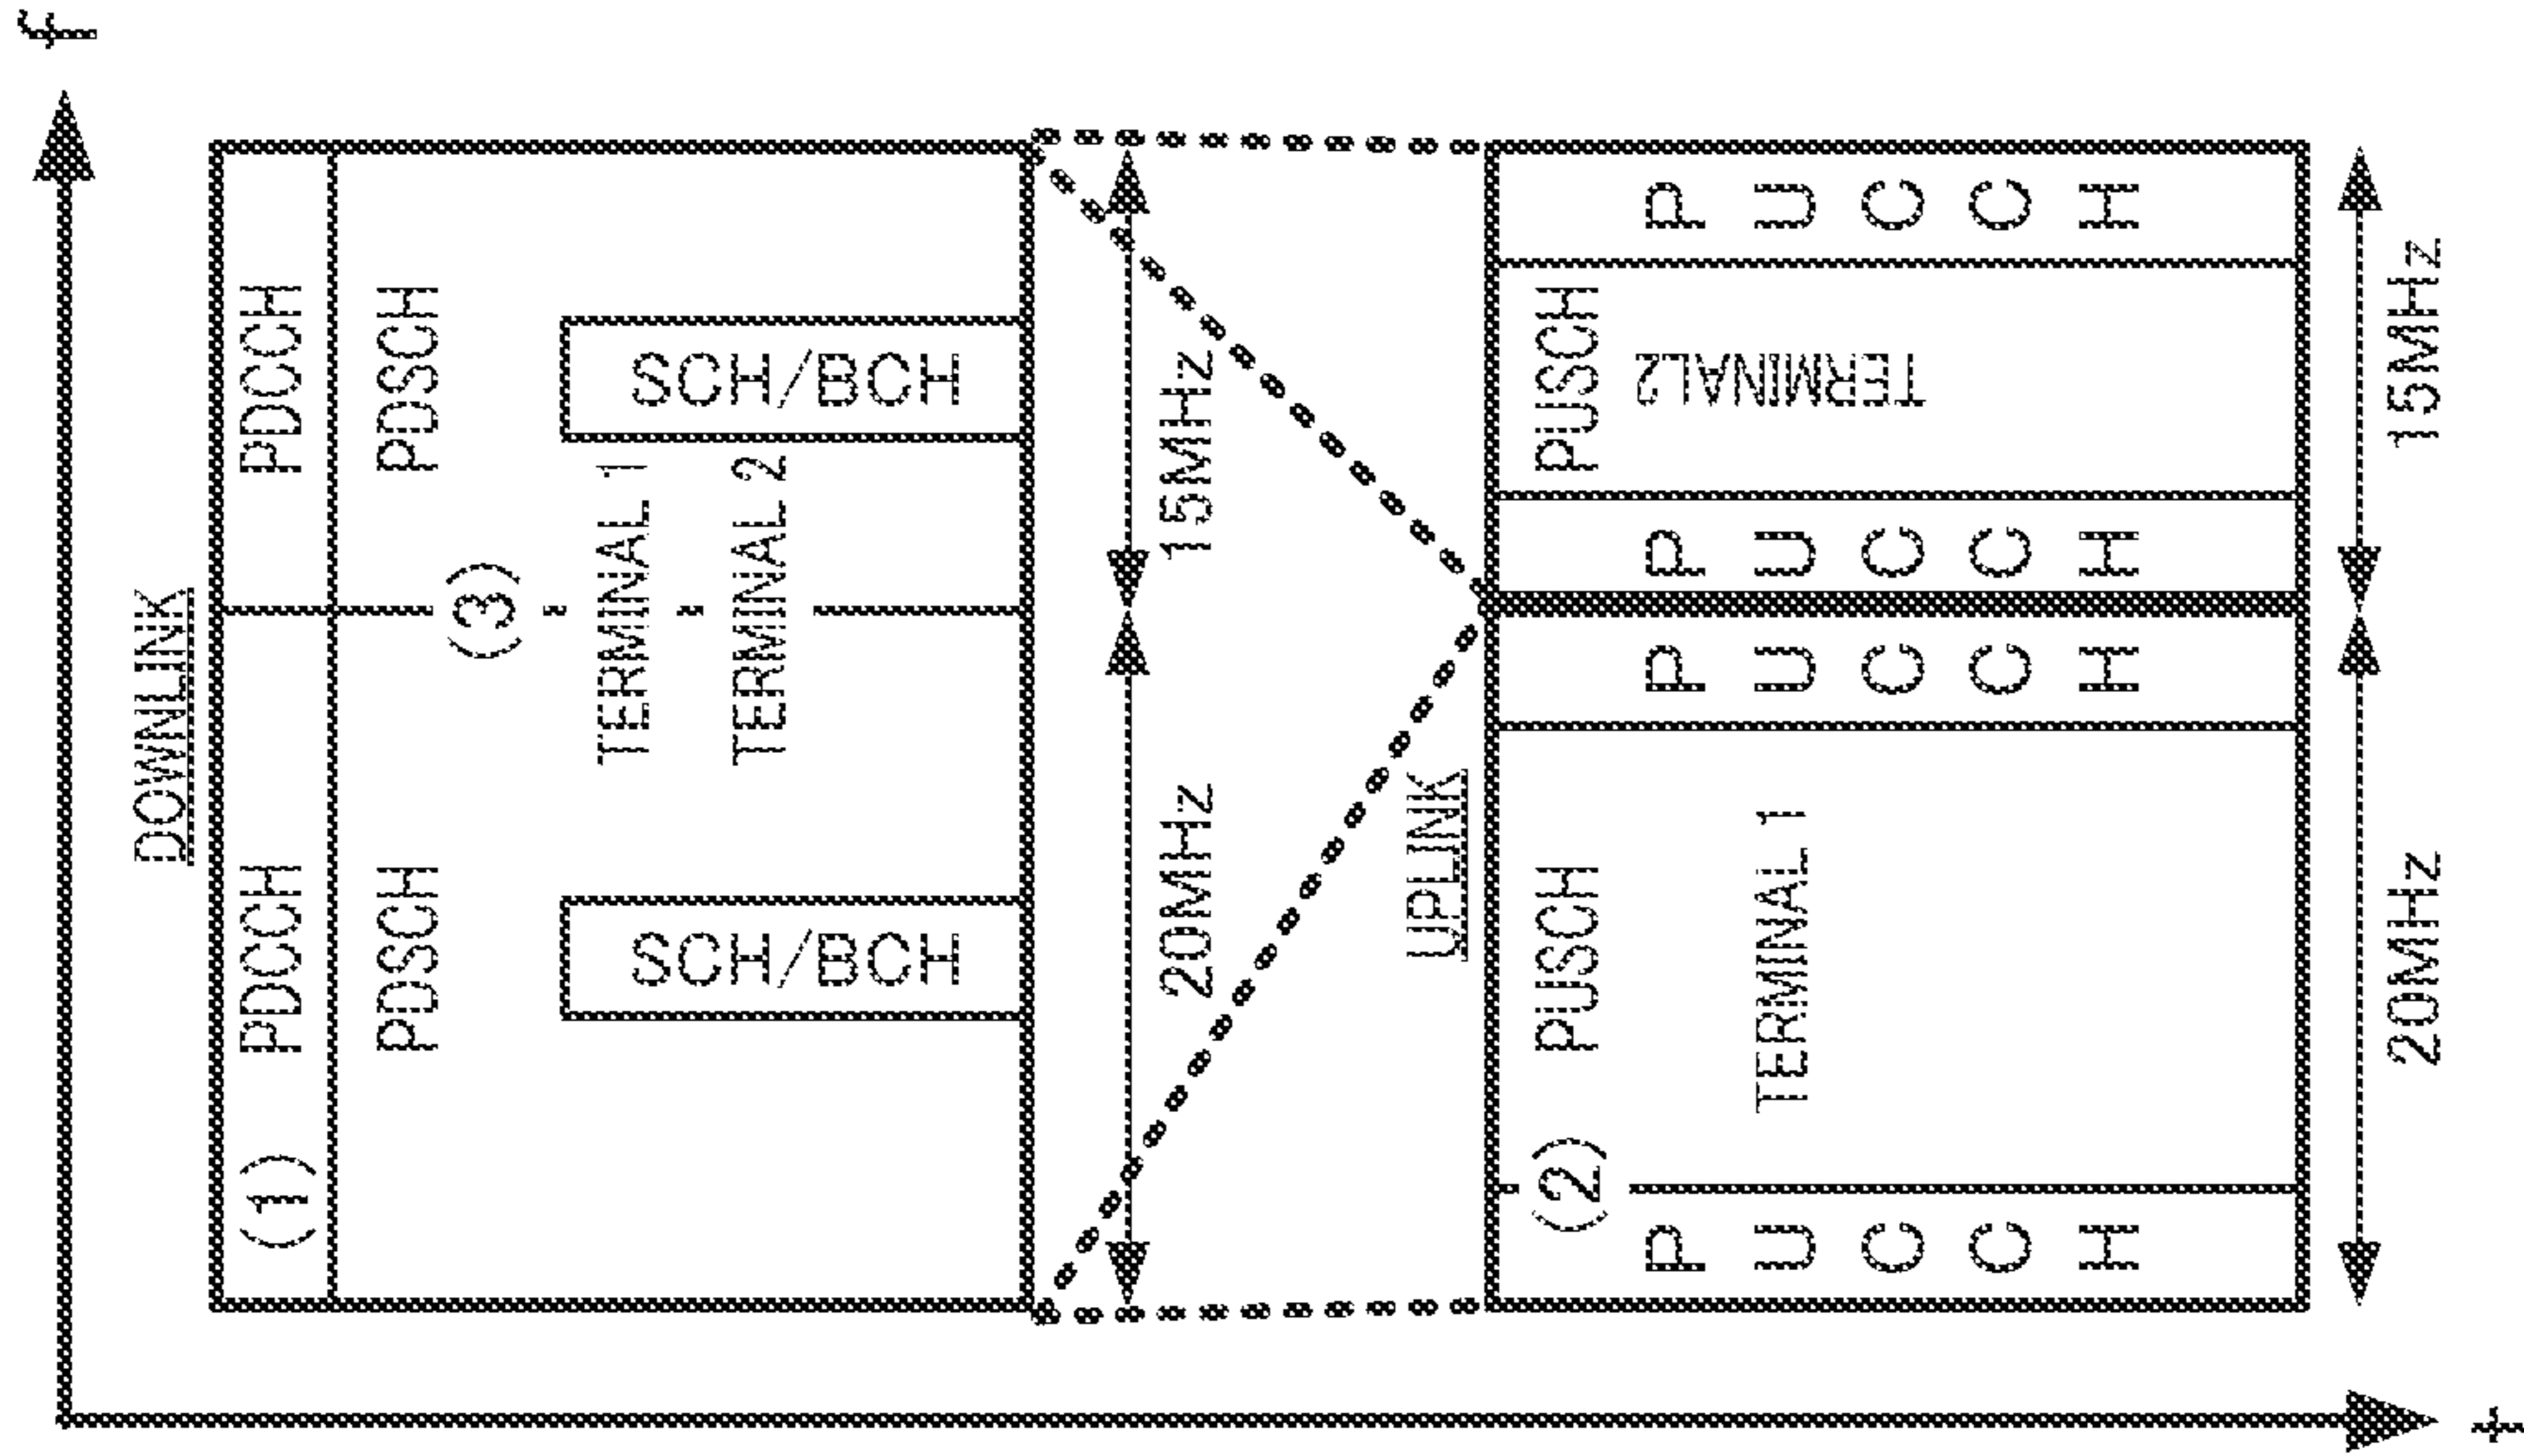 f
DOWNLINK
(1) PDCCH
PDCCH
PDSCH
PDSCH
(3)
TERMINAL 1
TERMINAL 2
SCH/BCH
SCH/BCH
20MHz
15MHz
UPLINK
(2) PUSCH
PUSCH
TERMINAL 1
TERMINAL2
PUCCH
PUCCH
PUCCH
PUCCH
20MHz
15MHz
t